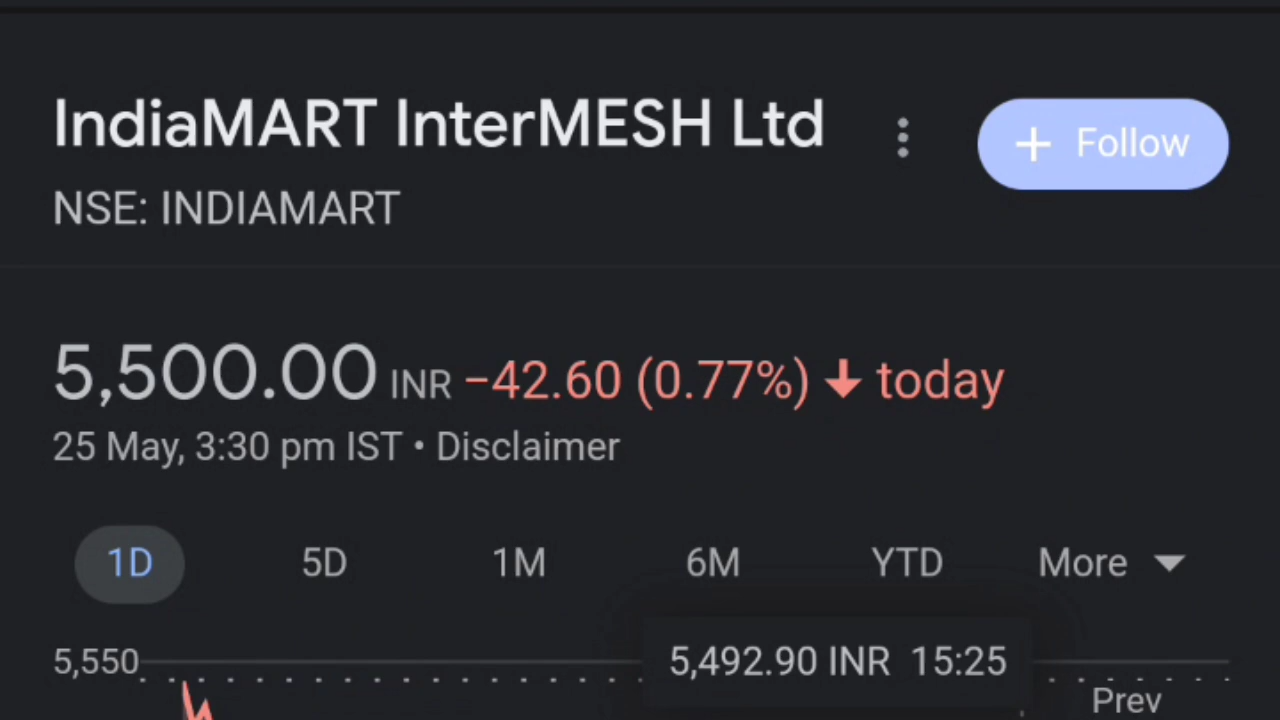 IndiaMART InterMESH Ltd
+ Follow
NSE: INDIAMART
5,500.00 INR −42.60 (0.77%) ↓ today
25 May, 3:30 pm IST • Disclaimer
1D 5D 1M 6M YTD More
5,550
5,492.90 INR 15:25
Prev